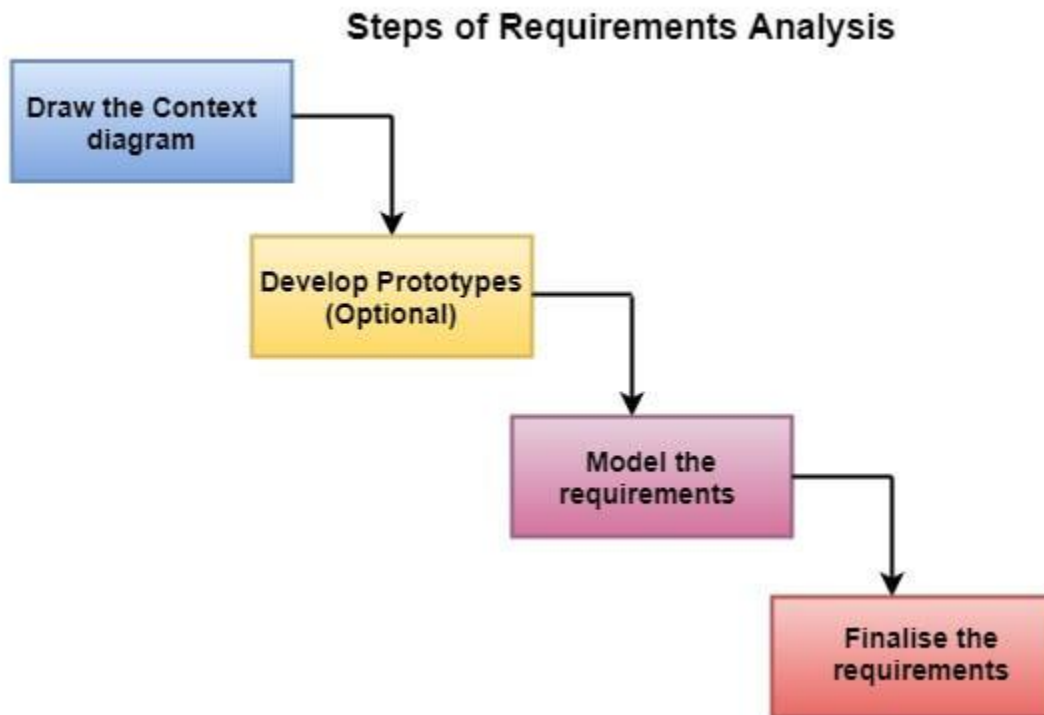 Steps of Requirements Analysis
Draw the Context
diagram
Develop Prototypes
(Optional)
Model the
requirements
Finalise the
requirements